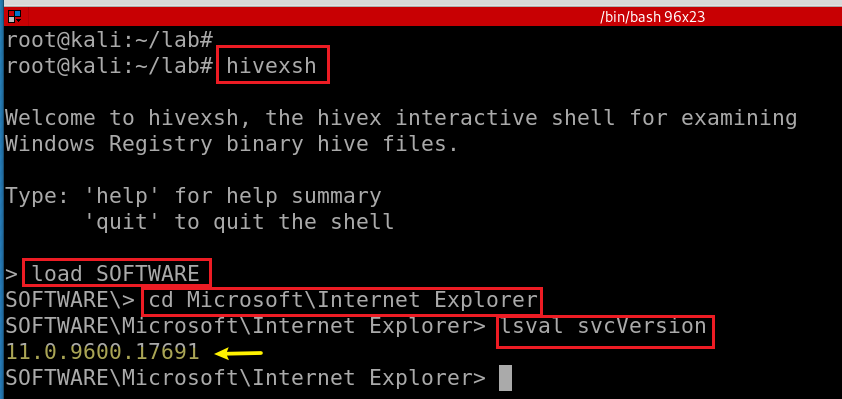 /bin/bash 96x23
root@kali:~/lab#
root@kali:~/lab# hivexsh
Welcome to hivexsh, the hivex interactive shell for examining
Windows Registry binary hive files.
Type: 'help' for help summary
'quit' to quit the shell
> load SOFTWARE
SOFTWARE\> cd Microsoft\Internet Explorer
SOFTWARE\Microsoft\Internet Explorer> lsval svcVersion
11.0.9600.17691
SOFTWARE\Microsoft\Internet Explorer>